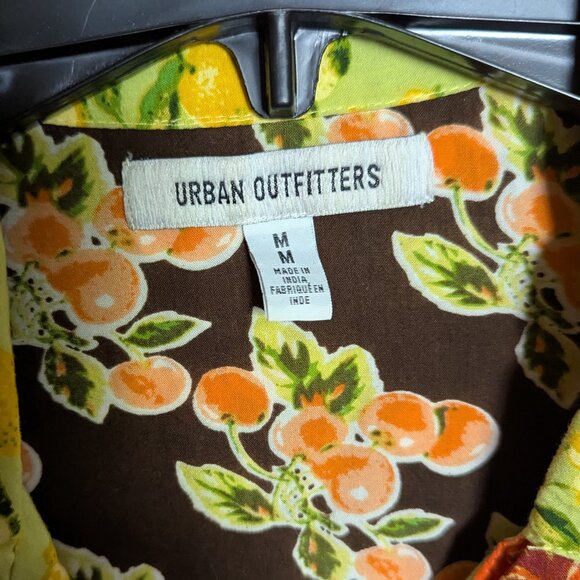 URBAN OUTFITTERS
M
M
MADE IN
INDIA
FABRIQUÉ EN
INDE